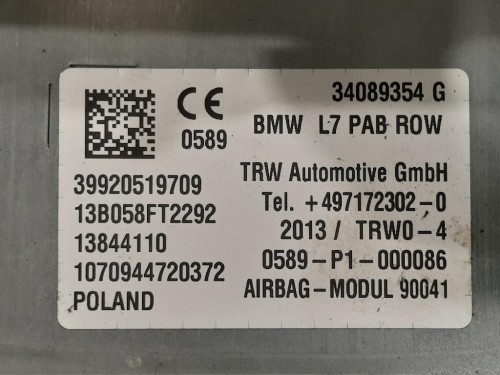 34089354 G
CE
0589
BMW L7 PAB ROW
39920519709
13B058FT2292
13844110
1070944720372
POLAND
TRW Automotive GmbH
Tel. +497172302-0
2013/ TRW0-4
0589-P1-000086
AIRBAG-MODUL 90041